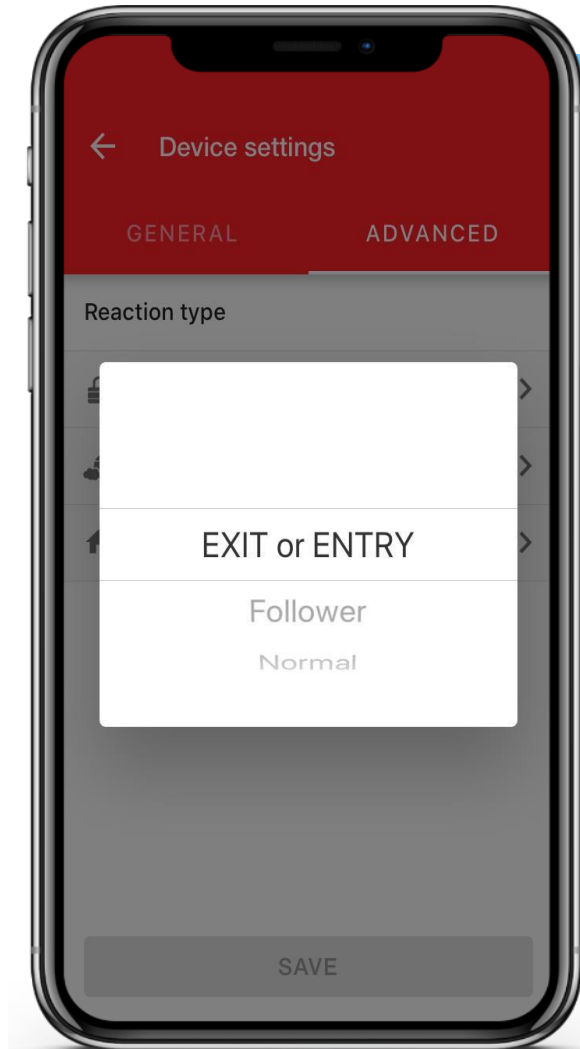 Device settings
GENERAL
ADVANCED
Reaction type
EXIT or ENTRY
Follower
Normal
SAVE